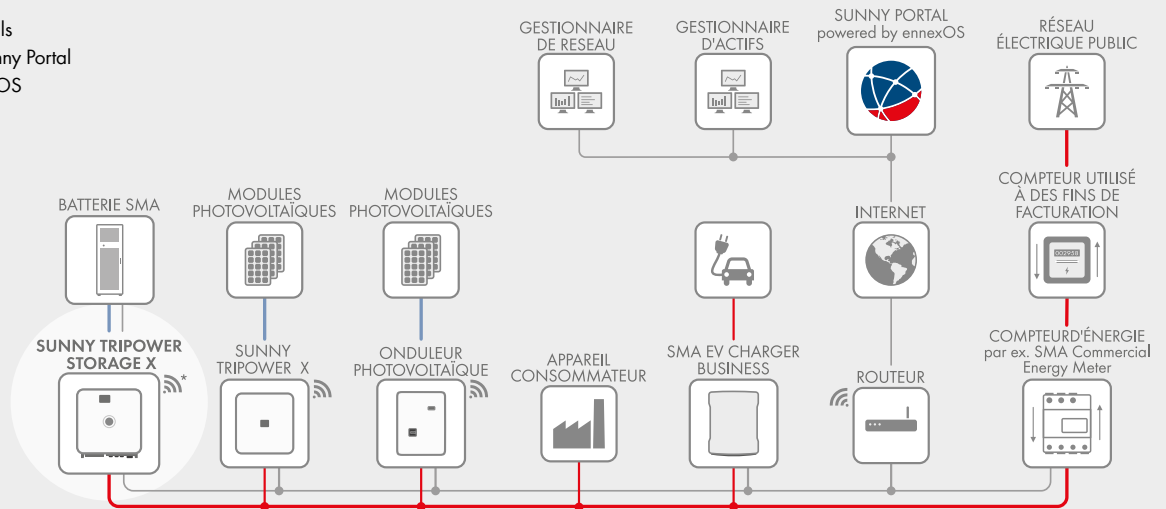 ls
nny Portal
OS
GESTIONNAIRE
DE RESEAU
GESTIONNAIRE
D'ACTIFS
SUNNY PORTAL
powered by ennexOS
RÉSEAU
ÉLECTRIQUE PUBLIC
BATTERIE SMA
MODULES
PHOTOVOLTAÏQUES
MODULES
PHOTOVOLTAÏQUES
INTERNET
COMPTEUR UTILISÉ
À DES FINS DE
FACTURATION
SUNNY TRIPOWER
STORAGE X
*
SUNNY
TRIPOWER X
ONDULEUR
PHOTOVOLTAÏQUE
APPAREIL
CONSOMMATEUR
SMA EV CHARGER
BUSINESS
ROUTEUR
COMPTEURD'ÉNERGIE
par ex. SMA Commercial
Energy Meter